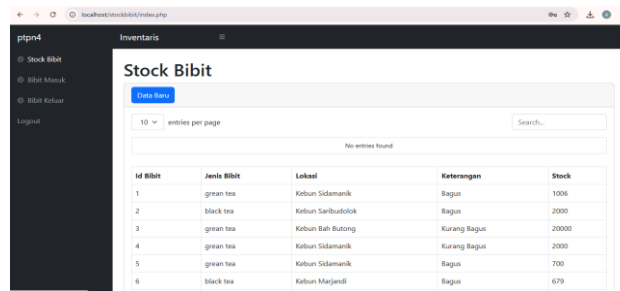 localhost/stockbibit/index.php
ptpn4 Inventaris
Stock Bibit
Bibit Masuk
Bibit Keluar
Logout
Stock Bibit
Data Baru
10 entries per page Search...
No entries found
Id Bibit Jenis Bibit Lokasi Keterangan Stock
1 grean tea Kebun Sidamanik Bagus 1006
2 black tea Kebun Saribudolok Bagus 2000
3 grean tea Kebun Bah Butong Kurang Bagus 20000
4 grean tea Kebun Sidamanik Kurang Bagus 2000
5 grean tea Kebun Sidamanik Bagus 700
6 black tea Kebun Marjandi Bagus 679